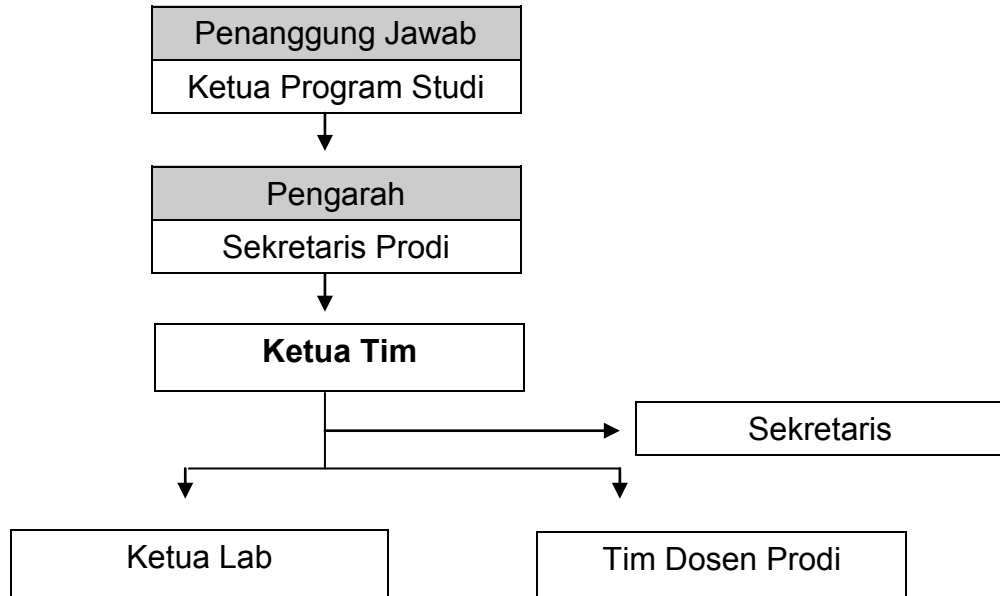 Penanggung Jawab
Ketua Program Studi
Pengarah
Sekretaris Prodi
Ketua Tim
Sekretaris
Ketua Lab
Tim Dosen Prodi